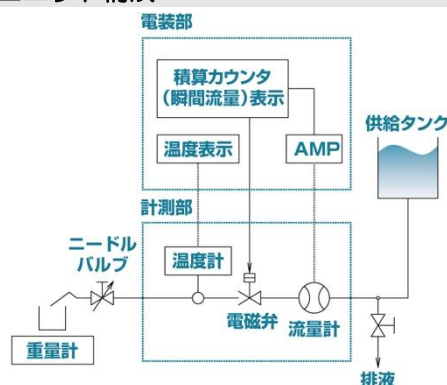 電装部
積算カウンタ
(瞬間流量)表示
供給タンク
温度表示
AMP
計測部
ニードル
バルブ
温度計
電磁弁
流量計
重量計
排液